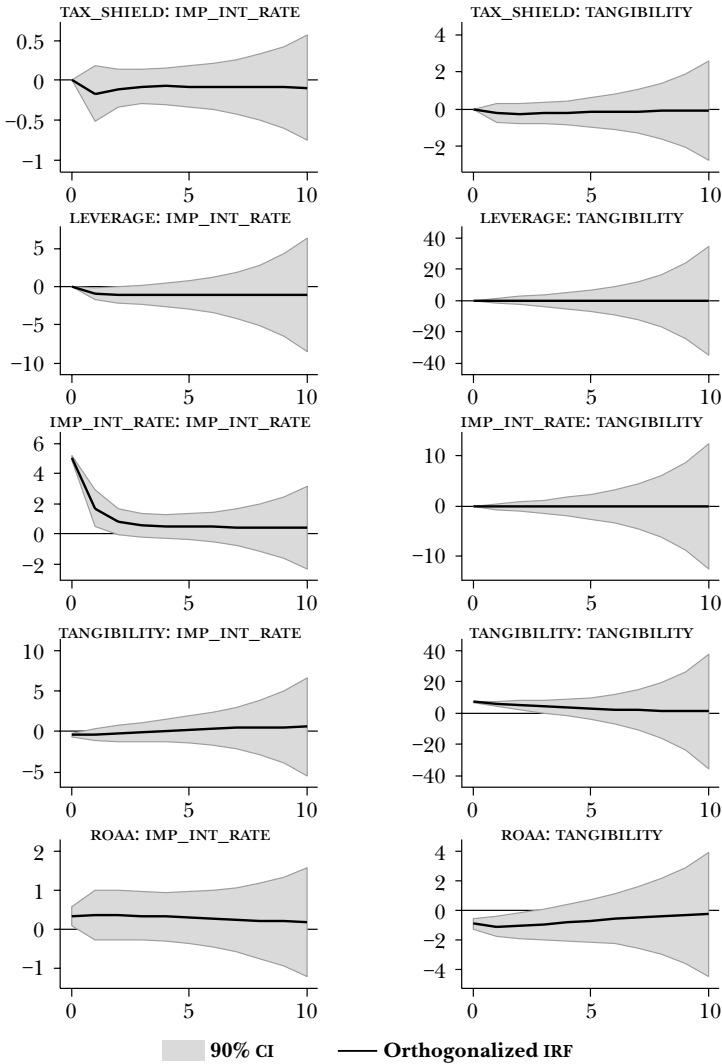 TAX_SHIELD: IMP_INT_RATE
0.5
0
−0.5
−1
0 5 10
TAX_SHIELD: TANGIBILITY
4
2
0
−2
0 5 10
LEVERAGE: IMP_INT_RATE
5
0
−5
−10
0 5 10
LEVERAGE: TANGIBILITY
40
20
0
−20
−40
0 5 10
IMP_INT_RATE: IMP_INT_RATE
6
4
2
0
−2
0 5 10
IMP_INT_RATE: TANGIBILITY
10
0
−10
0 5 10
TANGIBILITY: IMP_INT_RATE
10
5
0
−5
0 5 10
TANGIBILITY: TANGIBILITY
40
20
0
−20
−40
0 5 10
ROAA: IMP_INT_RATE
2
1
0
−1
0 5 10
ROAA: TANGIBILITY
4
2
0
−2
−4
0 5 10
90% CI Orthogonalized IRF